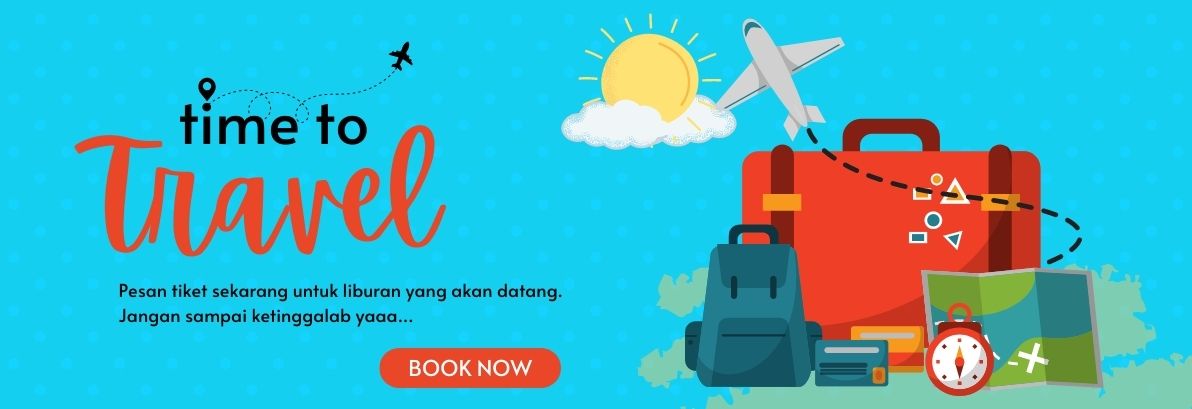 time to
Travel
Pesan tiket sekarang untuk liburan yang akan datang.
Jangan sampai ketinggalab yaaa...
BOOK NOW